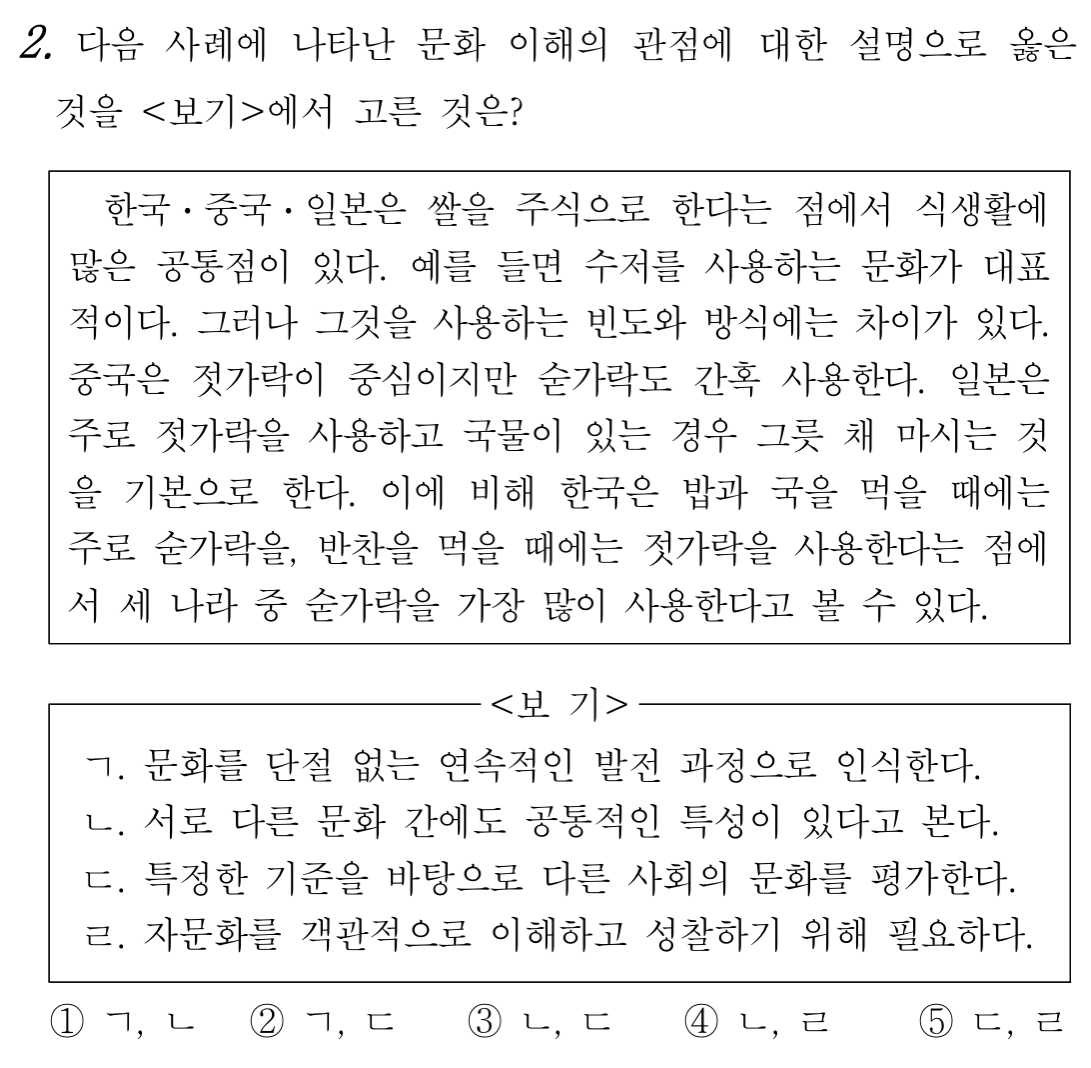 2. 다음 사례에 나타난 문화 이해의 관점에 대한 설명으로 옳은
것을 <보기>에서 고른 것은?
한국·중국·일본은 쌀을 주식으로 한다는 점에서 식생활에
많은 공통점이 있다. 예를 들면 수저를 사용하는 문화가 대표
적이다. 그러나 그것을 사용하는 빈도와 방식에는 차이가 있다.
중국은 젓가락이 중심이지만 숟가락도 간혹 사용한다. 일본은
주로 젓가락을 사용하고 국물이 있는 경우 그릇 채 마시는 것
을 기본으로 한다. 이에 비해 한국은 밥과 국을 먹을 때에는
주로 숟가락을, 반찬을 먹을 때에는 젓가락을 사용한다는 점에
서 세 나라 중 숟가락을 가장 많이 사용한다고 볼 수 있다.
<보 기>
ㄱ. 문화를 단절 없는 연속적인 발전 과정으로 인식한다.
ㄴ. 서로 다른 문화 간에도 공통적인 특성이 있다고 본다.
ㄷ. 특정한 기준을 바탕으로 다른 사회의 문화를 평가한다.
ㄹ. 자문화를 객관적으로 이해하고 성찰하기 위해 필요하다.
① ㄱ, ㄴ ② ㄱ, ㄷ ③ ㄴ, ㄷ ④ ㄴ, ㄹ ⑤ ㄷ, ㄹ